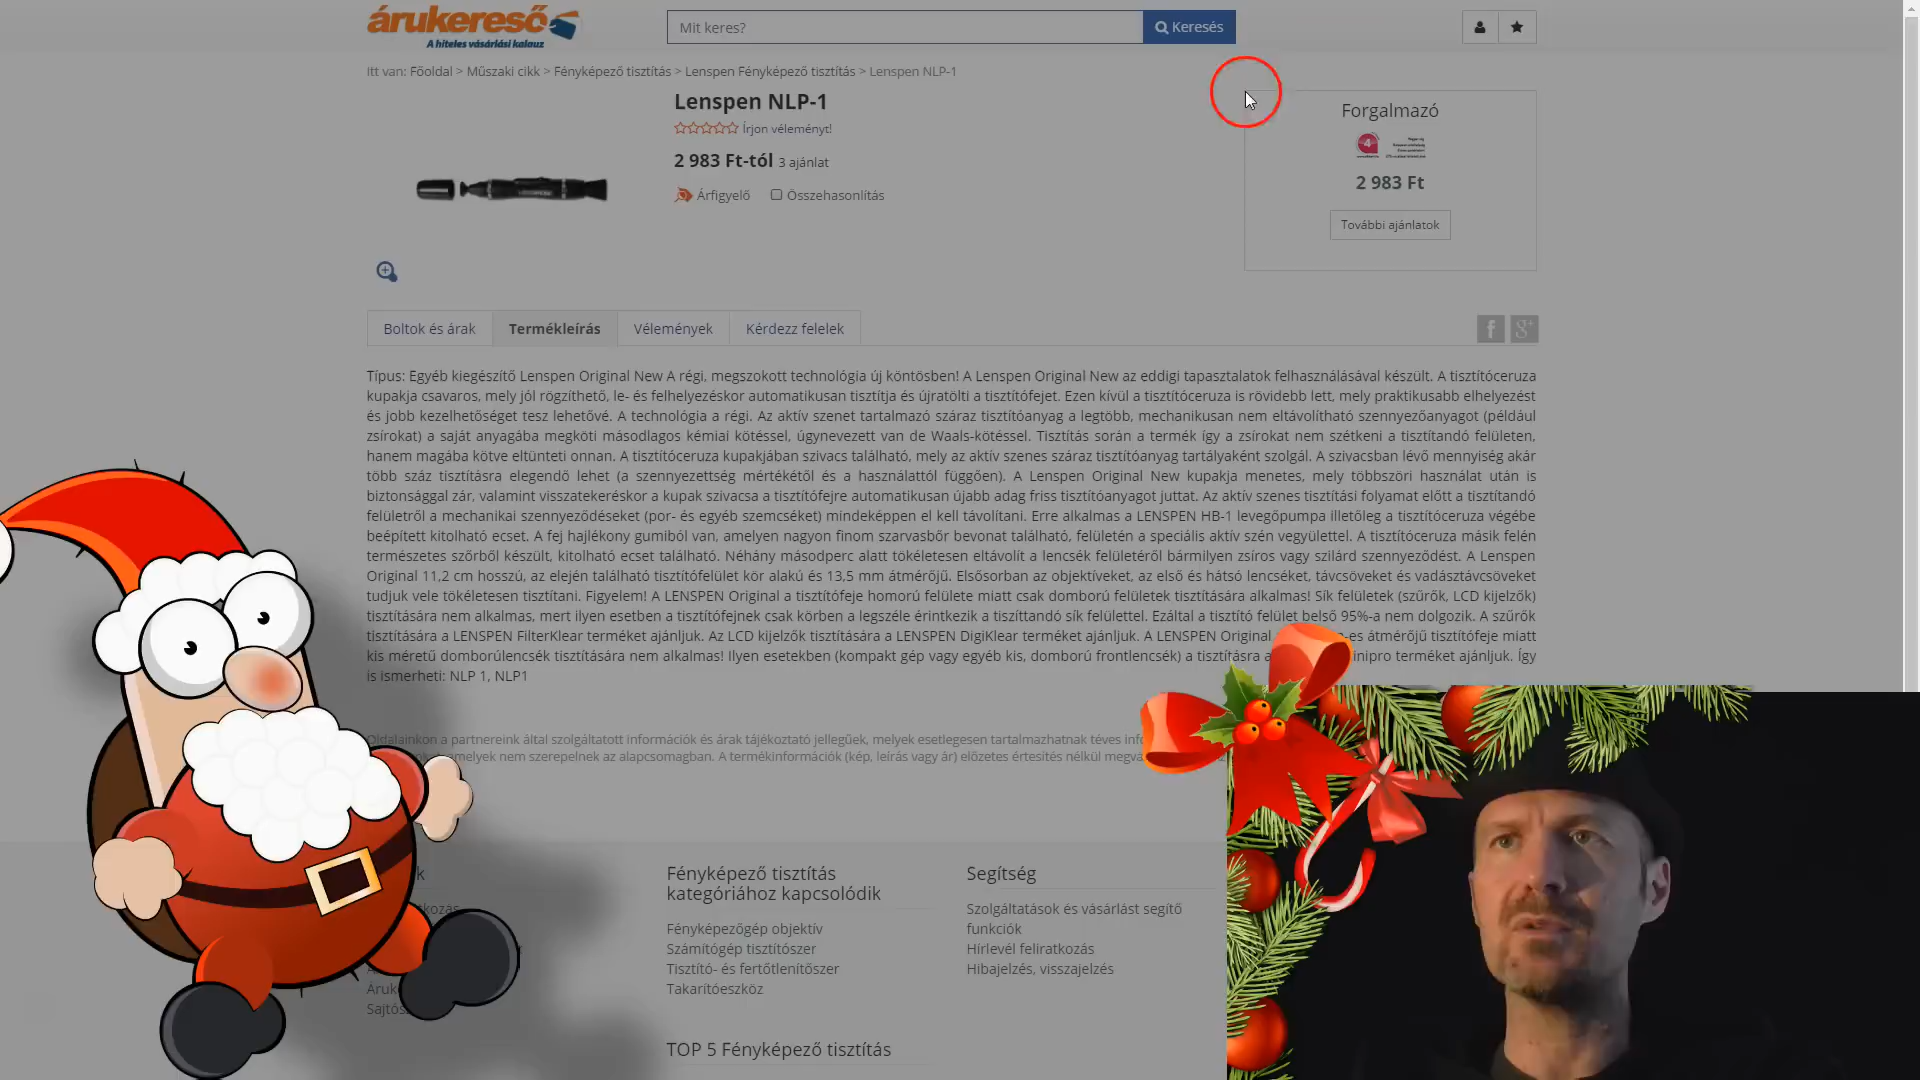 árukereső
A hiteles vásárlási kalauz
Mit keres?
Keresés
itt van: Főoldal > Műszaki cikk > Fényképező tisztítás > Lenspen Fényképező tisztítás > Lenspen NLP-1
Lenspen NLP-1
Írjon véleményt!
2 983 Ft-tól 3 ajánlat
Árfigyelő Összehasonlítás
Forgalmazó
4
2 983 Ft
További ajánlatok
Boltok és árak Termékleírás Vélemények Kérdezz felelek
Típus: Egyéb kiegészítő Lenspen Original New A régi, megszokott technológia új köntösben! A Lenspen Original New az eddigi tapasztalatok felhasználásával készült. A tisztítóceruza
kupakja csavaros, mely jól rögzíthető, le- és felhelyezéskor automatikusan tisztítja és újratölti a tisztítófejet. Ezen kívül a tisztítóceruza is rövidebb lett, mely praktikusabb elhelyezést
és jobb kezelhetőséget tesz lehetővé. A technológia a régi. Az aktív szenet tartalmazó száraz tisztítóanyag a legtöbb, mechanikusan nem eltávolítható szennyezőanyagot (például
zsírokat) a saját anyagába megköti másodlagos kémiai kötéssel, úgynevezett van de Waals-kötéssel. Tisztítás során a termék így a zsírokat nem szétkeni a tisztítandó felületen,
hanem magába kötve eltünteti onnan. A tisztítóceruza kupakjában szivacs található, mely az aktív szenes száraz tisztítóanyag tartályaként szolgál. A szivacsban lévő mennyiség akár
több száz tisztításra elegendő lehet (a szennyezettség mértékétől és a használattól függően). A Lenspen Original New kupakja menetes, mely többszöri használat után is
biztonsággal zár, valamint visszatekeréskor a kupak szivacsa a tisztítófejre automatikusan újabb adag friss tisztítóanyagot juttat. Az aktív szenes tisztítási folyamat előtt a tisztítandó
felületről a mechanikai szennyeződéseket (por- és egyéb szemcséket) mindeképpen el kell távolítani. Erre alkalmas a LENSPEN HB-1 levegőpumpa illetőleg a tisztítóceruza végébe
beépített kitolható ecset. A fej hajlékony gumiból van, amelyen nagyon finom szarvasbőr bevonat található, felületén a speciális aktív szén vegyülettel. A tisztítóceruza másik felén
természetes szőrből készült, kitolható ecset található. Néhány másodperc alatt tökéletesen eltávolít a lencsék felületéről bármilyen zsíros vagy szilárd szennyeződést. A Lenspen
Original 11,2 cm hosszú, az elején található tisztítófelület kör alakú és 13,5 mm átmérőjű. Elsősorban az objektíveket, az első és hátsó lencséket, távcsöveket és vadásztávcsöveket
tudjuk vele tökéletesen tisztítani. Figyelem! A LENSPEN Original a tisztítófeje homorú felülete miatt csak domború felületek tisztítására alkalmas! Sík felületek (szűrők, LCD kijelzők)
tisztítására nem alkalmas, mert ilyen esetben a tisztítófejnek csak körben a legszéle érintkezik a tiszíttandó sík felülettel. Ezáltal a tisztító felület belső 95%-a nem dolgozik. A szűrők
tisztítására a LENSPEN FilterKlear terméket ajánljuk. Az LCD kijelzők tisztítására a LENSPEN DigiKlear terméket ajánljuk. A LENSPEN Original -es átmérőjű tisztítófeje miatt
kis méretű domborúlencsék tisztítására nem alkalmas! Ilyen esetekben (kompakt gép vagy egyéb kis, domború frontlencsék) a tisztításra a inipro terméket ajánljuk. Így
is ismerheti: NLP 1, NLP1
Oldalainkon a partnereink által szolgáltatott információk és árak tájékoztató jellegűek, melyek esetlegesen tartalmazhatnak téves info
amelyek nem szerepelnek az alapcsomagban. A termékinformációk (kép, leírás vagy ár) előzetes értesítés nélkül megvá
k
tkozás
Áruk
Sajtós
Fényképező tisztítás
kategóriához kapcsolódik
Fényképezőgép objektív
Számítógép tisztítószer
Tisztító- és fertőtlenítőszer
Takarítóeszköz
TOP 5 Fényképező tisztítás
Segítség
Szolgáltatások és vásárlást segítő
funkciók
Hírlevél feliratkozás
Hibajelzés, visszajelzés